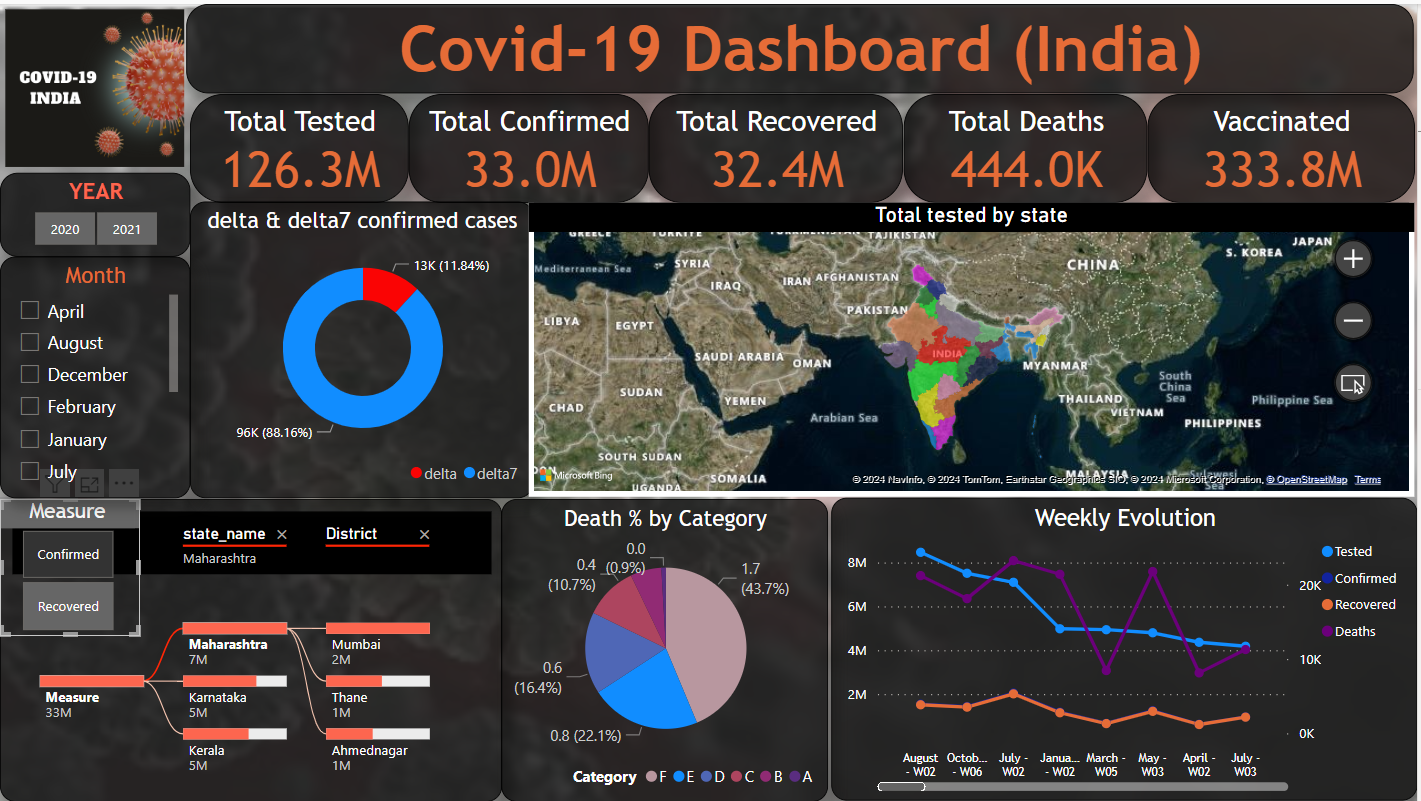 COVID-19
INDIA
Covid-19 Dashboard (India)
Total Tested
126.3M
Total Confirmed
33.0M
Total Recovered
32.4M
Total Deaths
444.0K
Vaccinated
333.8M
YEAR
2020
2021
Month
April
August
December
February
January
July
delta & delta7 confirmed cases
13K (11.84%)
96K (88.16%)
delta
delta7
Total tested by state
GREECE
TÜRKİYE
TURKMENISTAN
TAJIKISTAN
JAPAN
S. KOREA
CHINA
Mediterranean Sea
SYRIA
IRAQ
IRAN
AFGHANISTAN
PAKISTAN
LIBYA
EGYPT
SAUDI ARABIA
OMAN
INDIA
MYANMAR
SUDAN
YEMEN
CHAD
Arabian Sea
THAILAND
VIETNAM
South
China
Sea
Philippine Sea
PHILIPPINES
SOUTH SUDAN
SOMALIA
UGANDA
MALAYSIA
Sulawesi
Sea
Microsoft Bing
© 2024 NavInfo, © 2024 TomTom, Earthstar Geographics SIO, © 2024 Microsoft Corporation, © OpenStreetMap Terms
Measure
Confirmed
Recovered
state_name
Maharashtra
District
Measure
33M
Maharashtra
7M
Karnataka
5M
Kerala
5M
Mumbai
2M
Thane
1M
Ahmednagar
1M
Death % by Category
0.0
(0.9%)
0.4
(10.7%)
1.7
(43.7%)
0.6
(16.4%)
0.8 (22.1%)
Category F E D C B A
Weekly Evolution
8M
6M
4M
2M
20K
10K
0K
Tested
Confirmed
Recovered
Deaths
August
- W02
Octob...
- W06
July -
W02
Janua...
- W02
March -
W05
May -
W03
April -
W02
July -
W03